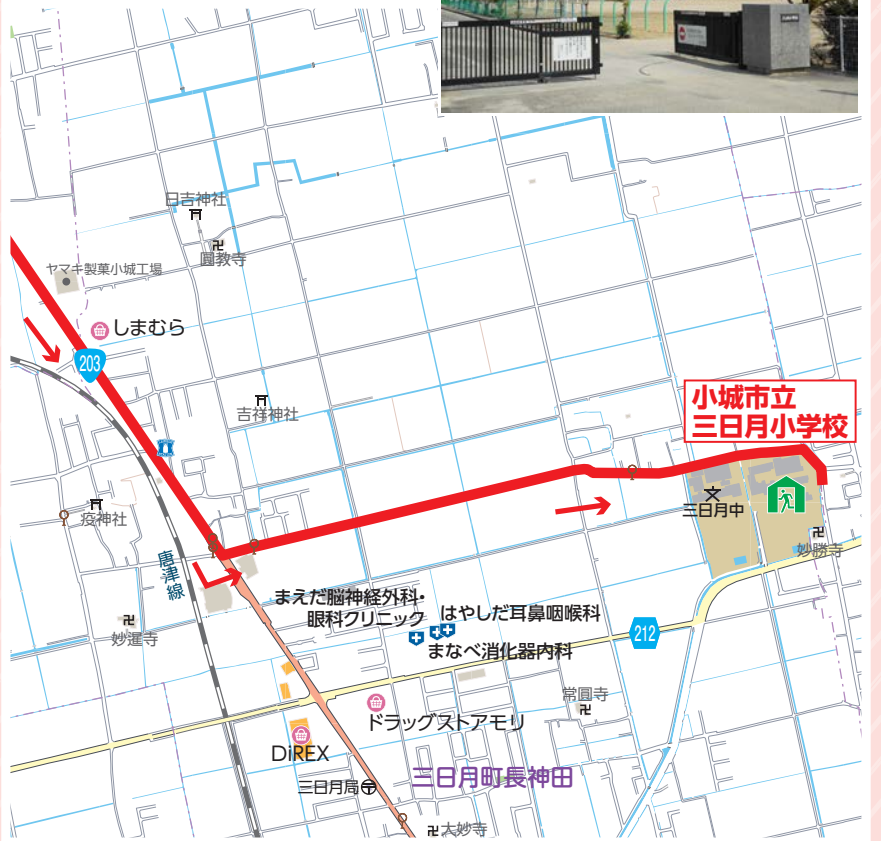 日吉神社
圓教寺
ヤマキ製菓小城工場
しまむら
203
吉祥神社
小城市立
三日月小学校
三日月中
疫神社
妙勝寺
唐津線
まえだ脳神経外科・
眼科クリニック
はやしだ耳鼻咽喉科
212
妙蓮寺
まなべ消化器内科
常圓寺
ドラッグストアモリ
DiREX
三日月町長神田
三日月局
大妙寺